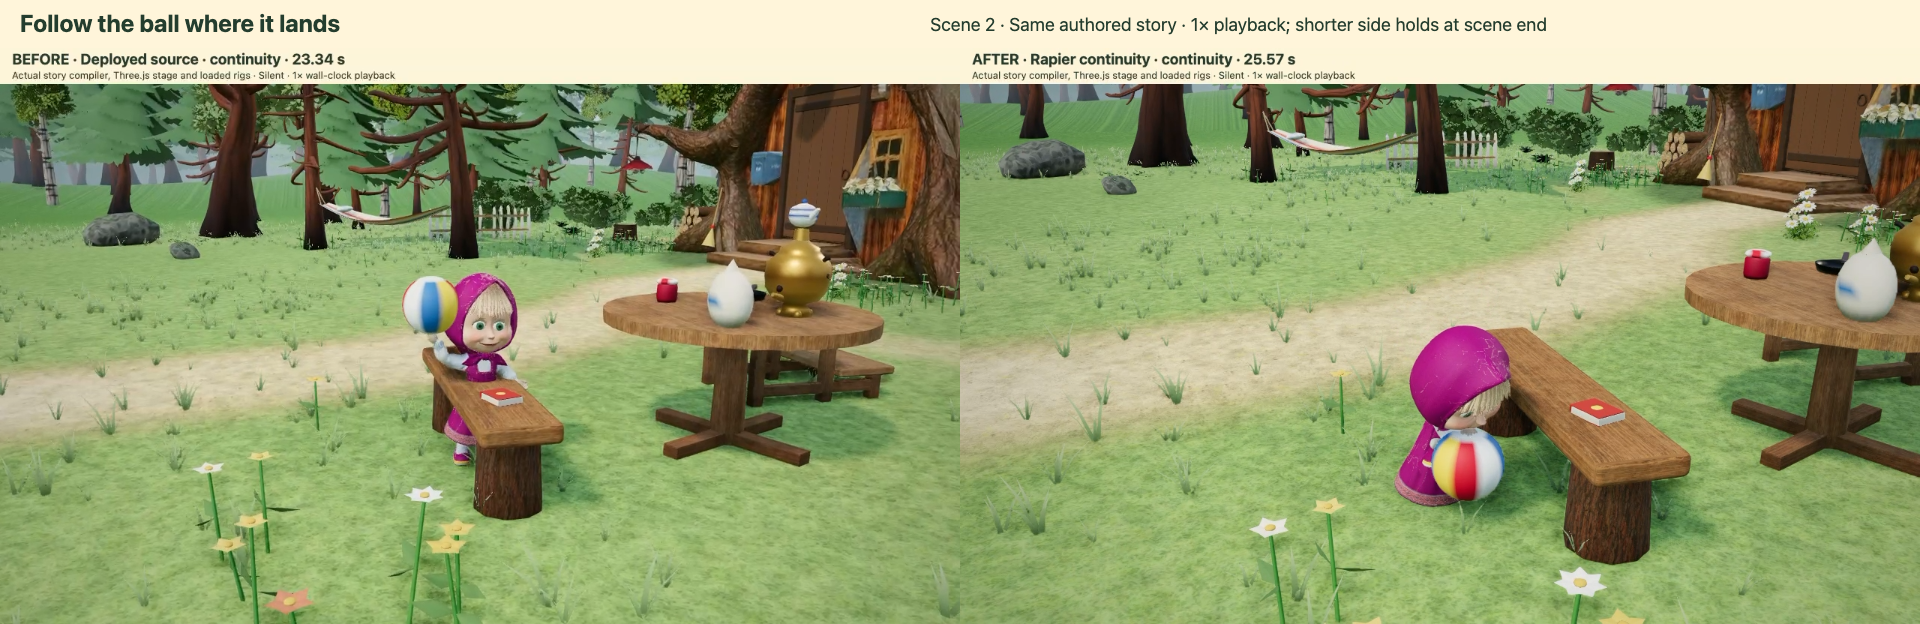 Follow the ball where it lands
Scene 2 · Same authored story · 1× playback; shorter side holds at scene end
BEFORE · Deployed source · continuity · 23.34 s
Actual story compiler, Three.js stage and loaded rigs · Silent · 1× wall-clock playback
AFTER · Rapier continuity · continuity · 25.57 s
Actual story compiler, Three.js stage and loaded rigs · Silent · 1× wall-clock playback